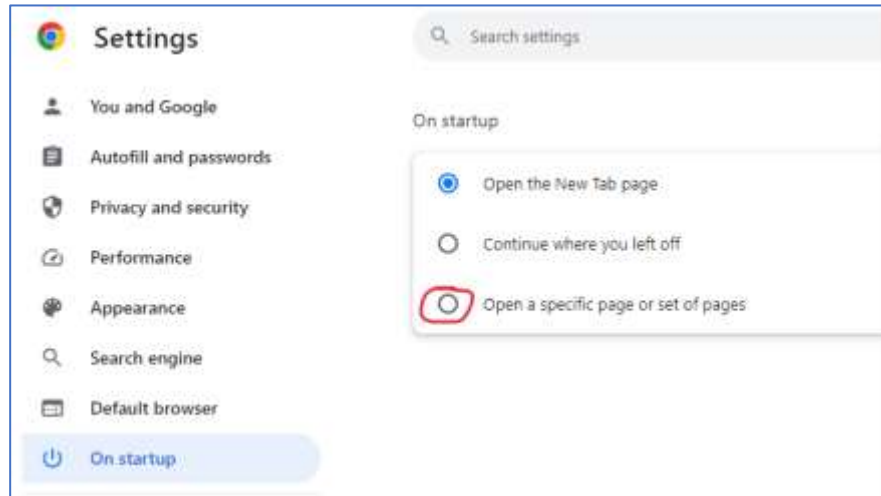 Settings
Search settings
You and Google
Autofill and passwords
Privacy and security
Performance
Appearance
Search engine
Default browser
On startup
On startup
Open the New Tab page
Continue where you left off
Open a specific page or set of pages